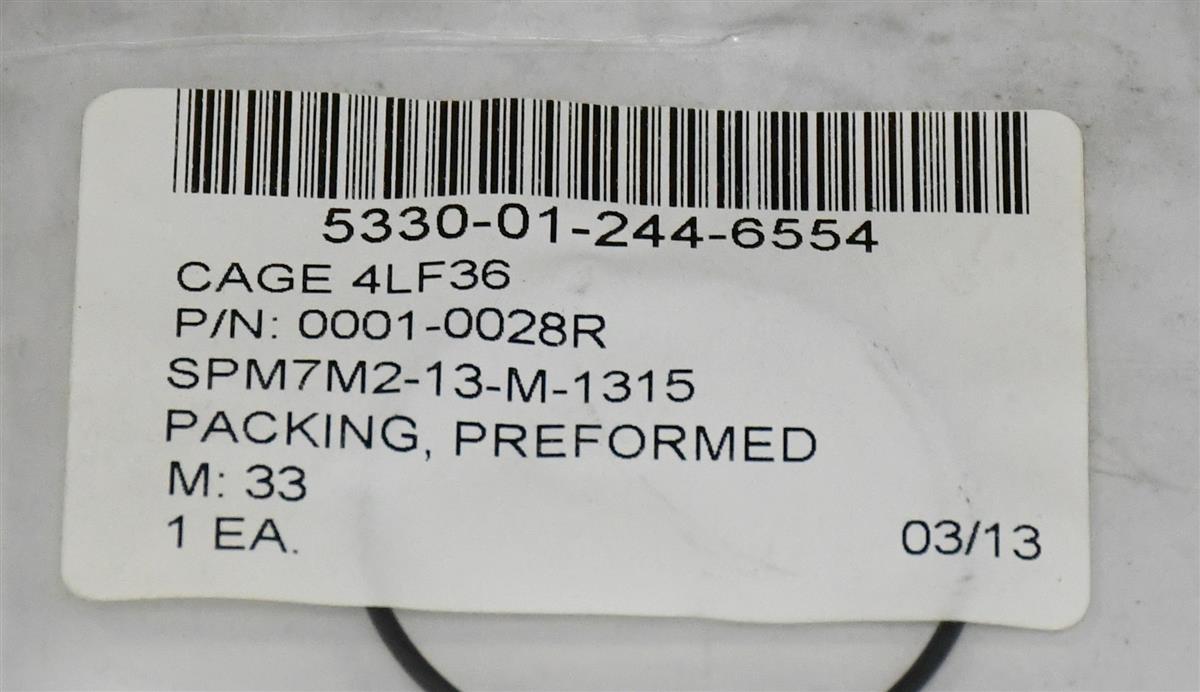 5330-01-244-6554
CAGE 4LF36
P/N: 0001-0028R
SPM7M2-13-M-1315
PACKING, PREFORMED
M: 33
1 EA.
03/13